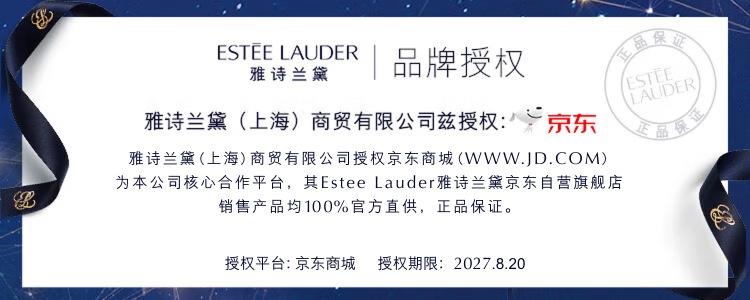 ESTĒE LAUDER
雅诗兰黛
品牌授权
正品保证
ESTĒE
LAUDER
正品保证
雅诗兰黛（上海）商贸有限公司兹授权：京东
雅诗兰黛（上海）商贸有限公司授权京东商城（WWW.JD.COM）
为本公司核心合作平台，其Estee Lauder雅诗兰黛京东自营旗舰店
销售产品均100%官方直供，正品保证。
授权平台：京东商城 授权期限：2027.8.20